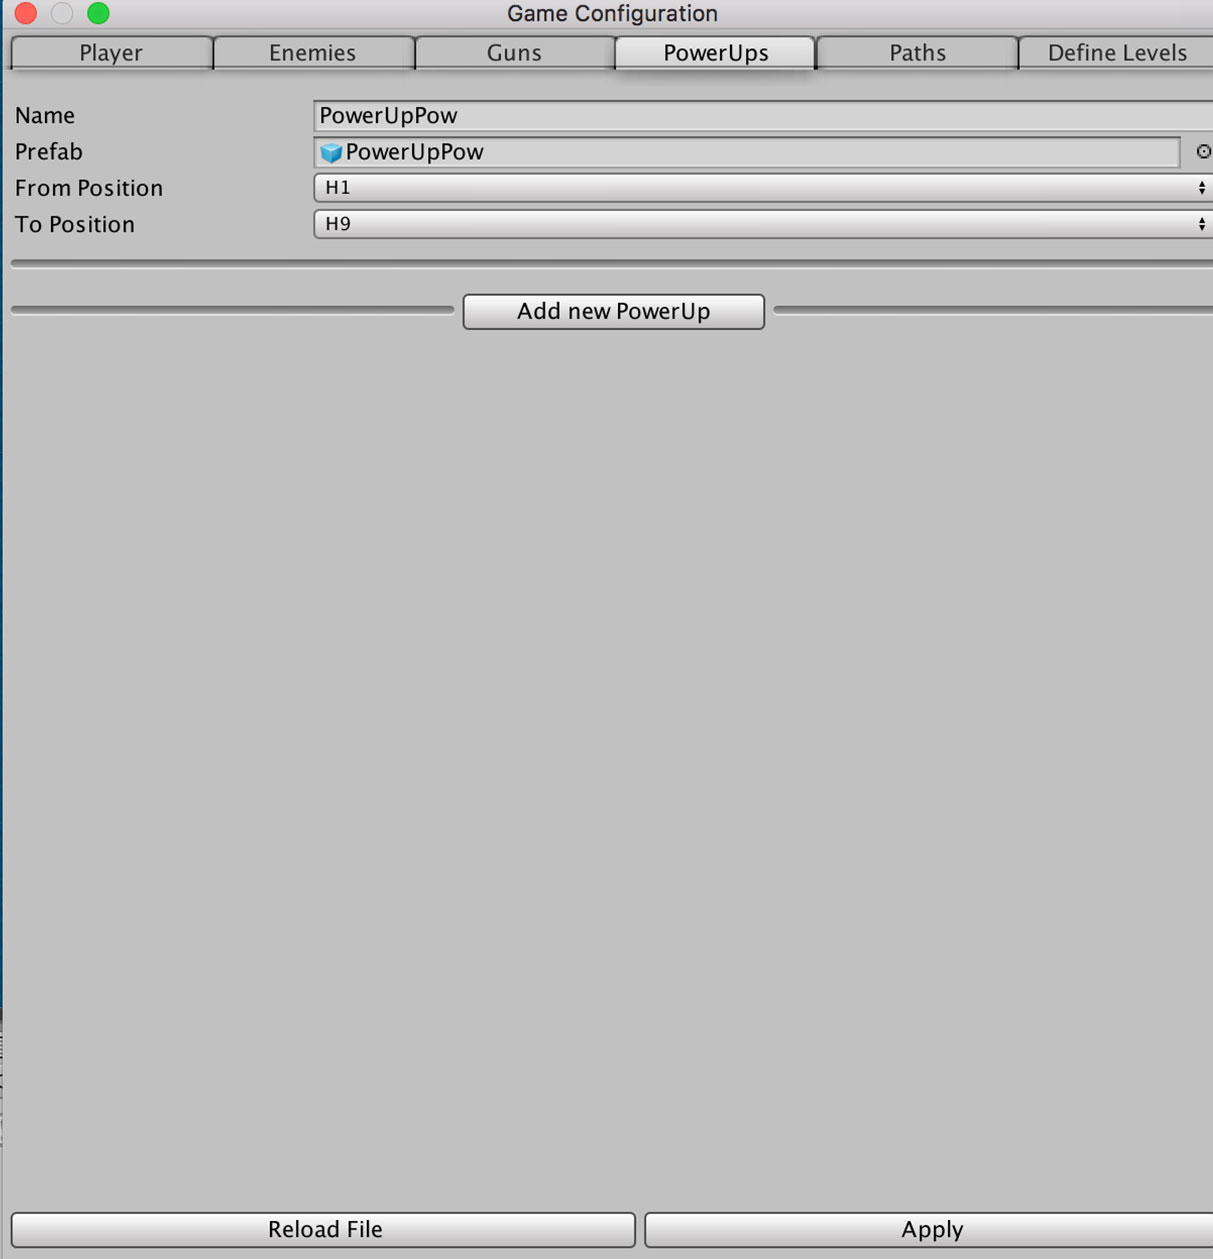 Game Configuration
Player Enemies Guns PowerUps Paths Define Levels
Name PowerUpPow
Prefab PowerUpPow
From Position H1
To Position H9
Add new PowerUp
Reload File Apply